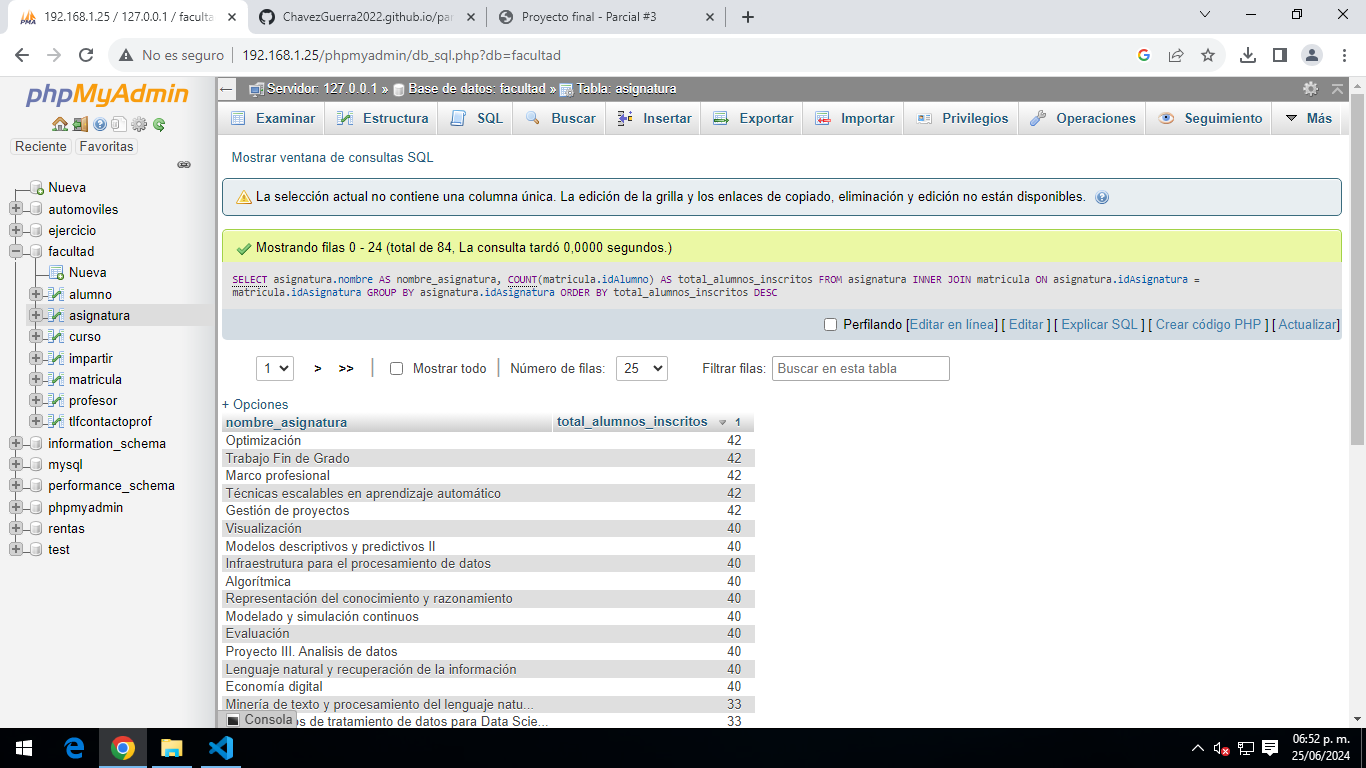 192.168.1.25 / 127.0.0.1 / faculta
ChavezGuerra2022.github.io/par
Proyecto final - Parcial #3
No es seguro
192.168.1.25/phpmyadmin/db_sql.php?db=facultad
phpMyAdmin
Reciente
Favoritas
Nueva
automoviles
ejercicio
facultad
Nueva
alumno
asignatura
curso
impartir
matricula
profesor
tlfcontactoprof
information_schema
mysql
performance_schema
phpmyadmin
rentas
test
Servidor: 127.0.0.1 » Base de datos: facultad » Tabla: asignatura
Examinar Estructura SQL Buscar Insertar Exportar Importar Privilegios Operaciones Seguimiento Más
Mostrar ventana de consultas SQL
La selección actual no contiene una columna única. La edición de la grilla y los enlaces de copiado, eliminación y edición no están disponibles.
Mostrando filas 0 - 24 (total de 84, La consulta tardó 0,0000 segundos.)
SELECT asignatura.nombre AS nombre_asignatura, COUNT(matricula.idAlumno) AS total_alumnos_inscritos FROM asignatura INNER JOIN matricula ON asignatura.idAsignatura =
matricula.idAsignatura GROUP BY asignatura.idAsignatura ORDER BY total_alumnos_inscritos DESC
Perfilando [Editar en línea] [ Editar ] [ Explicar SQL ] [ Crear código PHP ] [ Actualizar]
1 > >> | Mostrar todo | Número de filas: 25 Filtrar filas: Buscar en esta tabla
+ Opciones
nombre_asignatura total_alumnos_inscritos 1
Optimización 42
Trabajo Fin de Grado 42
Marco profesional 42
Técnicas escalables en aprendizaje automático 42
Gestión de proyectos 42
Visualización 40
Modelos descriptivos y predictivos II 40
Infraestrutura para el procesamiento de datos 40
Algorítmica 40
Representación del conocimiento y razonamiento 40
Modelado y simulación continuos 40
Evaluación 40
Proyecto III. Analisis de datos 40
Lenguaje natural y recuperación de la información 40
Economía digital 40
Minería de texto y procesamiento del lenguaje natu... 33
os de tratamiento de datos para Data Scie... 33
Consola
06:52 p. m.
25/06/2024